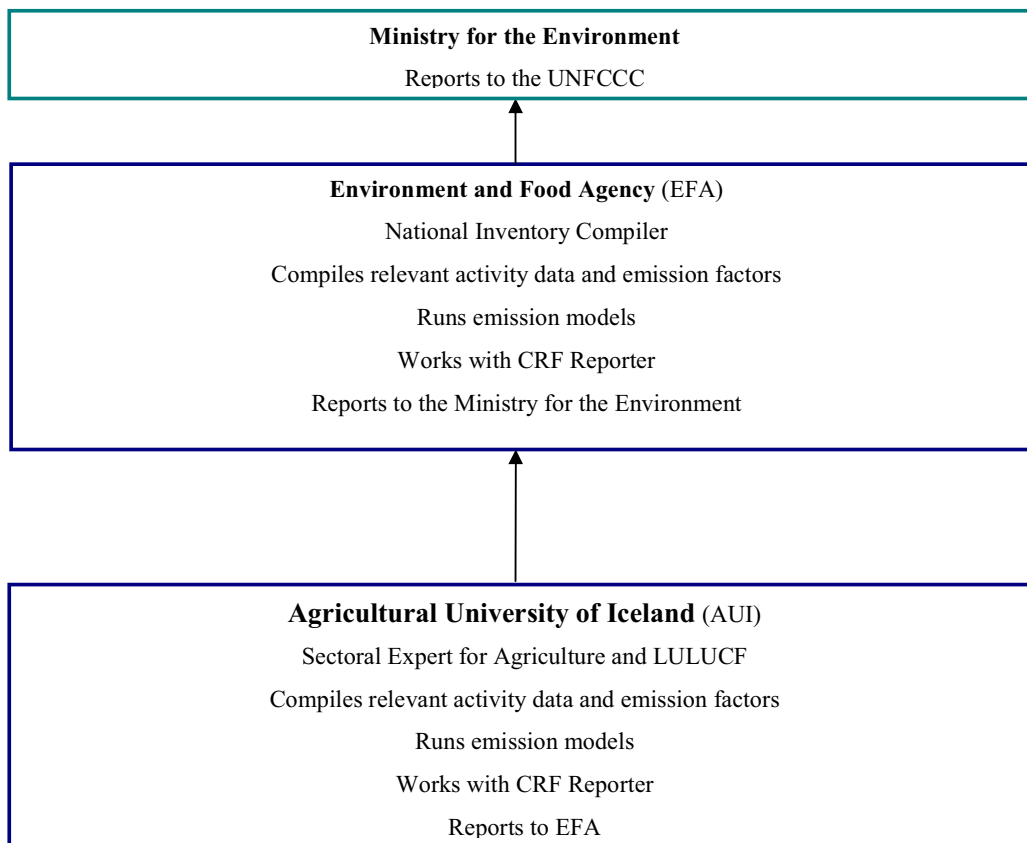 Ministry for the Environment
Reports to the UNFCCC
Environment and Food Agency (EFA)
National Inventory Compiler
Compiles relevant activity data and emission factors
Runs emission models
Works with CRF Reporter
Reports to the Ministry for the Environment
Agricultural University of Iceland (AUI)
Sectoral Expert for Agriculture and LULUCF
Compiles relevant activity data and emission factors
Runs emission models
Works with CRF Reporter
Reports to EFA